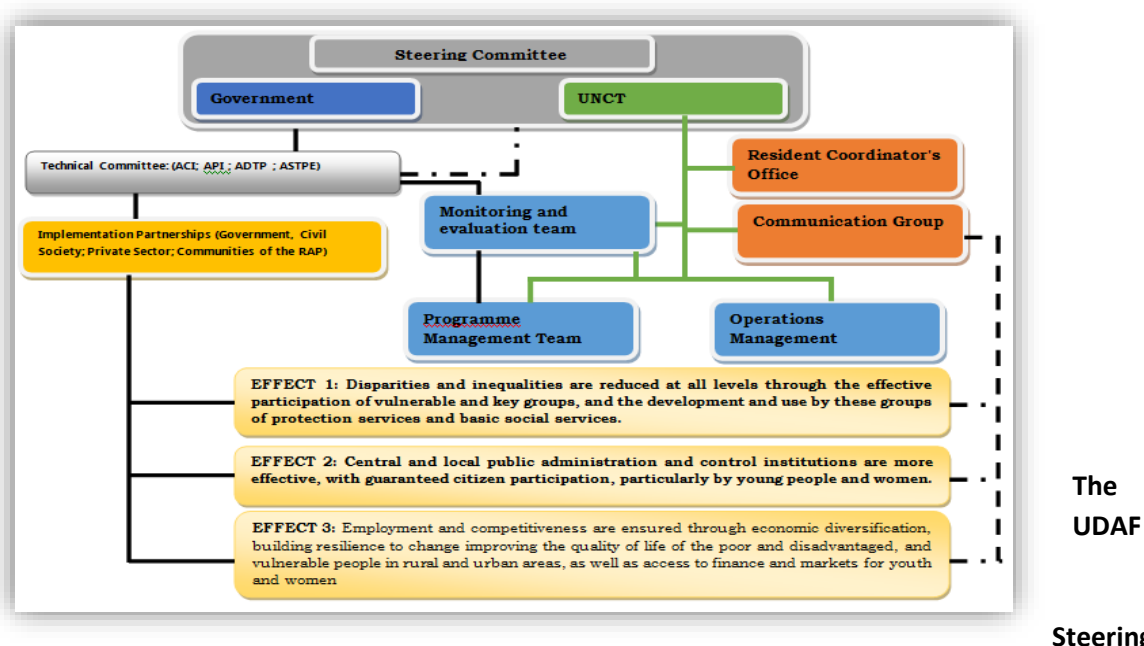 Steering Committee
Government
UNCT
Technical Committee: (ACI; API ; ADTP ; ASTPE)
Resident Coordinator's
Office
Monitoring and
evaluation team
Communication Group
Implementation Partnerships (Government, Civil
Society; Private Sector; Communities of the RAP)
Programme
Management Team
Operations
Management
EFFECT 1: Disparities and inequalities are reduced at all levels through the effective
participation of vulnerable and key groups, and the development and use by these groups
of protection services and basic social services.
EFFECT 2: Central and local public administration and control institutions are more
effective, with guaranteed citizen participation, particularly by young people and women.
EFFECT 3: Employment and competitiveness are ensured through economic diversification,
building resilience to change improving the quality of life of the poor and disadvantaged, and
vulnerable people in rural and urban areas, as well as access to finance and markets for youth
and women
The
UDAF
Steering